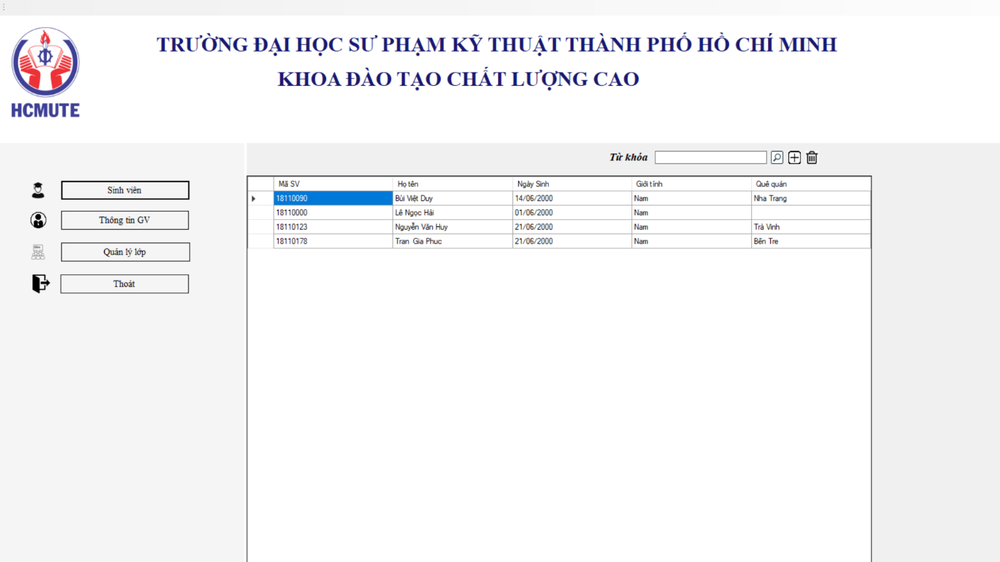 TRƯỜNG ĐẠI HỌC SƯ PHẠM KỸ THUẬT THÀNH PHỐ HỒ CHÍ MINH
KHOA ĐÀO TẠO CHẤT LƯỢNG CAO
HCMUTE
Từ khóa
Sinh viên
Thông tin GV
Quản lý lớp
Thoát
Mã SV Họ tên Ngày Sinh Giới tính Quê quán
18110090 Bùi Việt Duy 14/06/2000 Nam Nha Trang
18110000 Lê Ngọc Hải 01/06/2000 Nam
18110123 Nguyễn Văn Huy 21/06/2000 Nam Trà Vinh
18110178 Tran Gia Phuc 21/06/2000 Nam Bến Tre